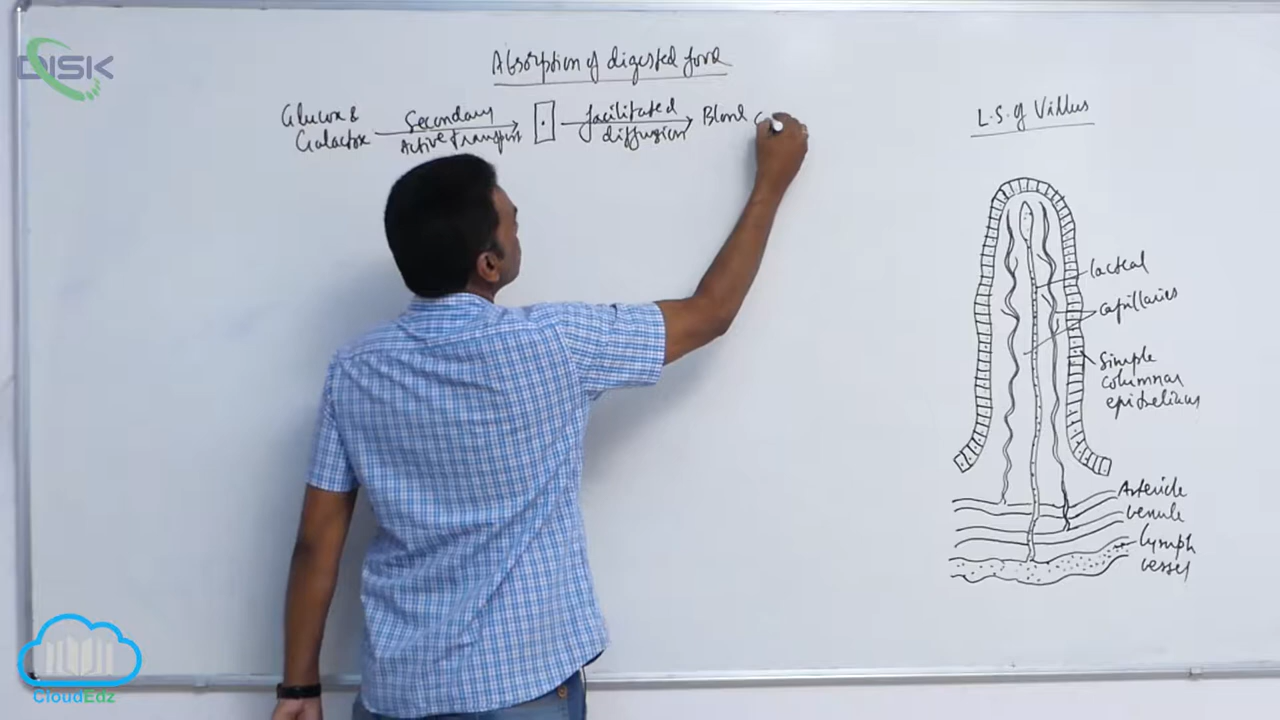 DISK
Absorption of digested food
Glucose &
Galactose
Secondary
Active transport
facilitated
diffusion
Blood c
L.S. of Villus
lacteal
capillaries
simple
columnar
epithelium
Arteriole
venule
lymph
vessel
CloudEdz